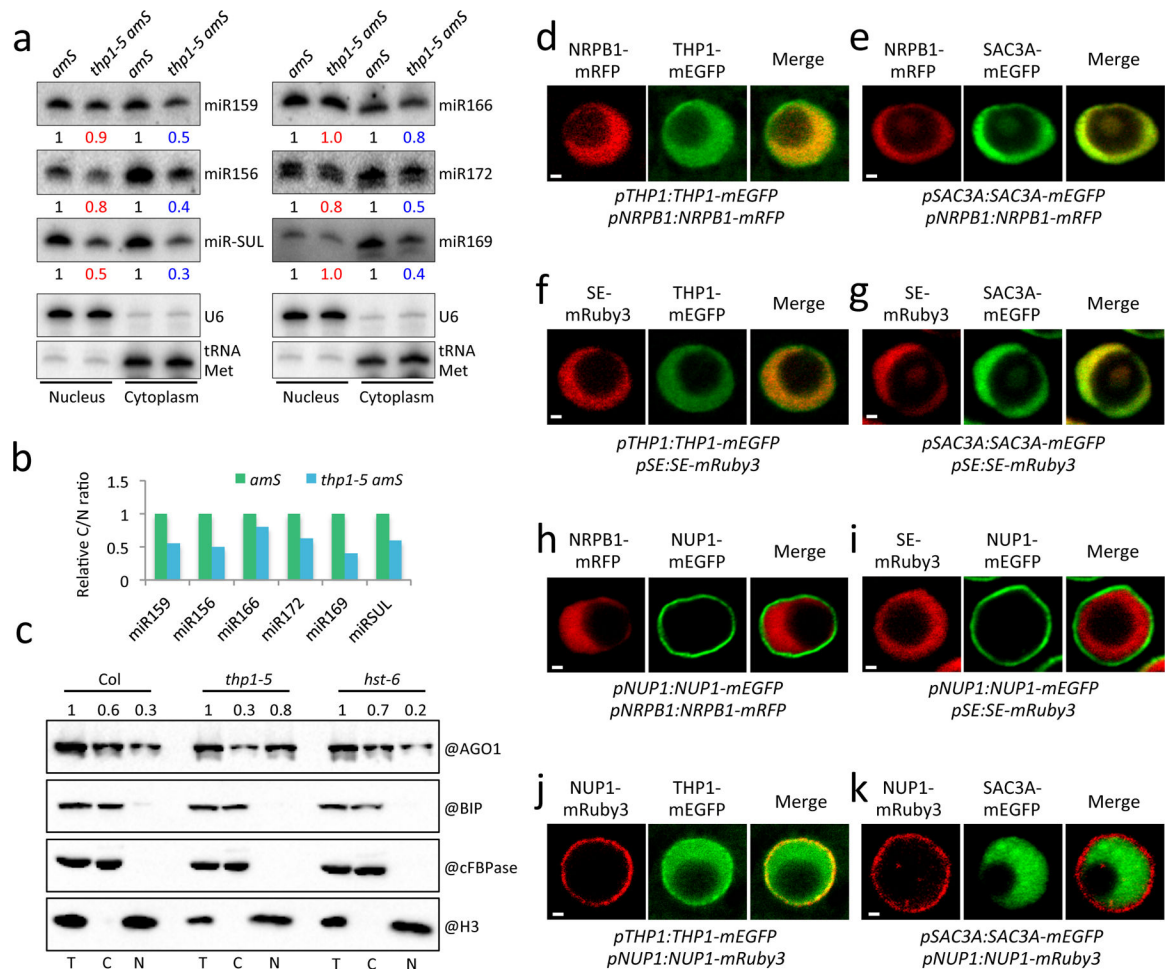 a
amS thp1-5 amS amS thp1-5 amS
miR159
1 0.9 1 0.5
miR156
1 0.8 1 0.4
miR-SUL
1 0.5 1 0.3
U6
tRNA
Met
Nucleus Cytoplasm
amS thp1-5 amS amS thp1-5 amS
miR166
1 1.0 1 0.8
miR172
1 0.8 1 0.5
miR169
1 1.0 1 0.4
U6
tRNA
Met
Nucleus Cytoplasm
b
amS thp1-5 amS
Relative C/N ratio
1.5
1
0.5
0
miR159 miR156 miR166 miR172 miR169 miRSUL
c
Col thp1-5 hst-6
1 0.6 0.3 1 0.3 0.8 1 0.7 0.2
@AGO1
@BIP
@cFBPase
@H3
T C N T C N T C N
d
NRPB1- THP1- Merge
mRFP mEGFP
pTHP1:THP1-mEGFP
pNRPB1:NRPB1-mRFP
e
NRPB1- SAC3A- Merge
mRFP mEGFP
pSAC3A:SAC3A-mEGFP
pNRPB1:NRPB1-mRFP
f
SE- THP1- Merge
mRuby3 mEGFP
pTHP1:THP1-mEGFP
pSE:SE-mRuby3
g
SE- SAC3A- Merge
mRuby3 mEGFP
pSAC3A:SAC3A-mEGFP
pSE:SE-mRuby3
h
NRPB1- NUP1- Merge
mRFP mEGFP
pNUP1:NUP1-mEGFP
pNRPB1:NRPB1-mRFP
i
SE- NUP1- Merge
mRuby3 mEGFP
pNUP1:NUP1-mEGFP
pSE:SE-mRuby3
j
NUP1- THP1- Merge
mRuby3 mEGFP
pTHP1:THP1-mEGFP
pNUP1:NUP1-mRuby3
k
NUP1- SAC3A- Merge
mRuby3 mEGFP
pSAC3A:SAC3A-mEGFP
pNUP1:NUP1-mRuby3